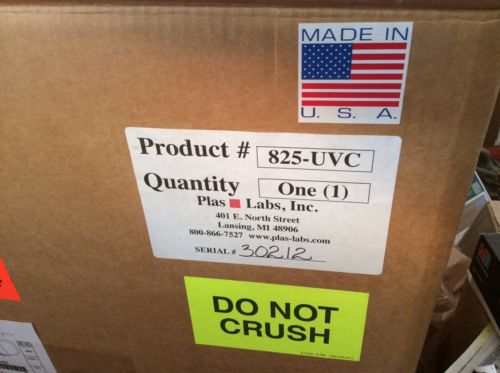 MADE IN
U. S. A.
Product # 825-UVC
Quantity One (1)
Plas Labs, Inc.
401 E. North Street
Lansing, MI 48906
800-866-7527 www.plas-labs.com
SERIAL # 30212
DO NOT
CRUSH